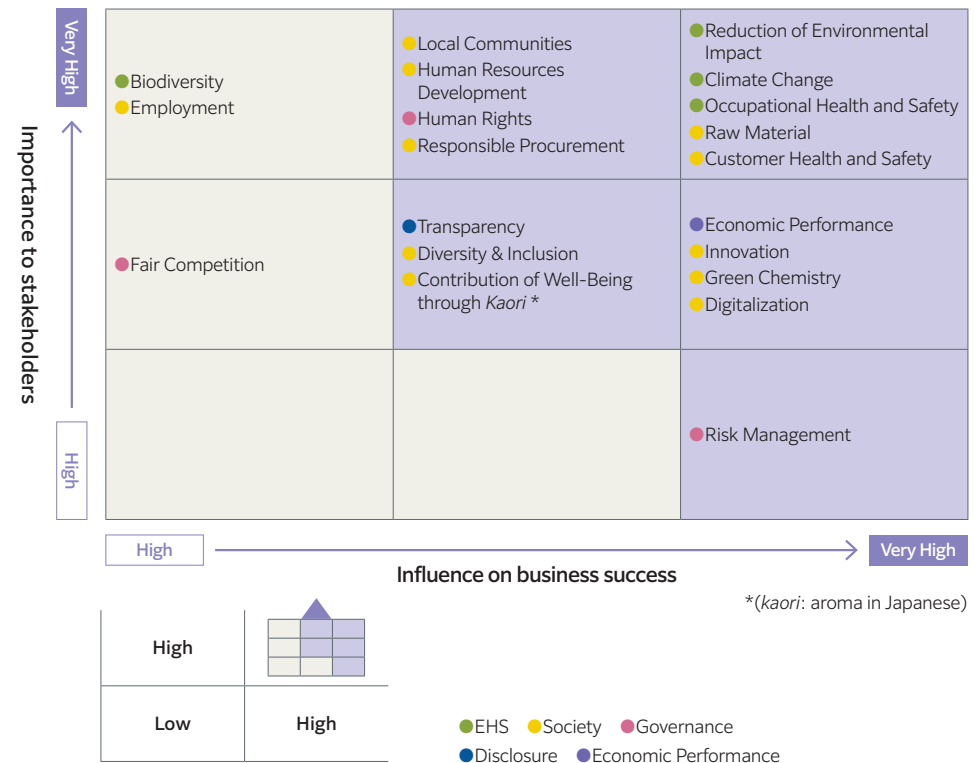 Very High
Importance to stakeholders
High
Biodiversity
Employment
Local Communities
Human Resources
Development
Human Rights
Responsible Procurement
Reduction of Environmental
Impact
Climate Change
Occupational Health and Safety
Raw Material
Customer Health and Safety
Fair Competition
Transparency
Diversity & Inclusion
Contribution of Well-Being
through Kaori *
Economic Performance
Innovation
Green Chemistry
Digitalization
Risk Management
High
Very High
Influence on business success
*(kaori: aroma in Japanese)
High
Low
High
EHS
Society
Governance
Disclosure
Economic Performance